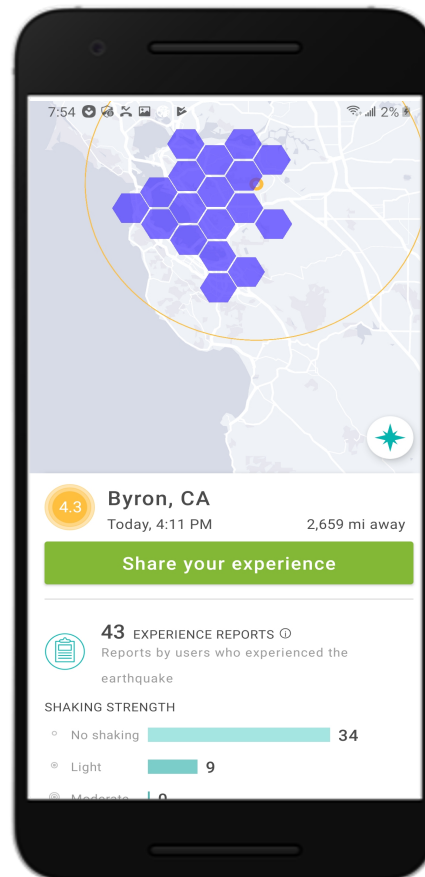 7:54
2%
4.3
Byron, CA
Today, 4:11 PM
2,659 mi away
Share your experience
43 EXPERIENCE REPORTS
Reports by users who experienced the
earthquake
SHAKING STRENGTH
No shaking 34
Light 9
Moderate 0